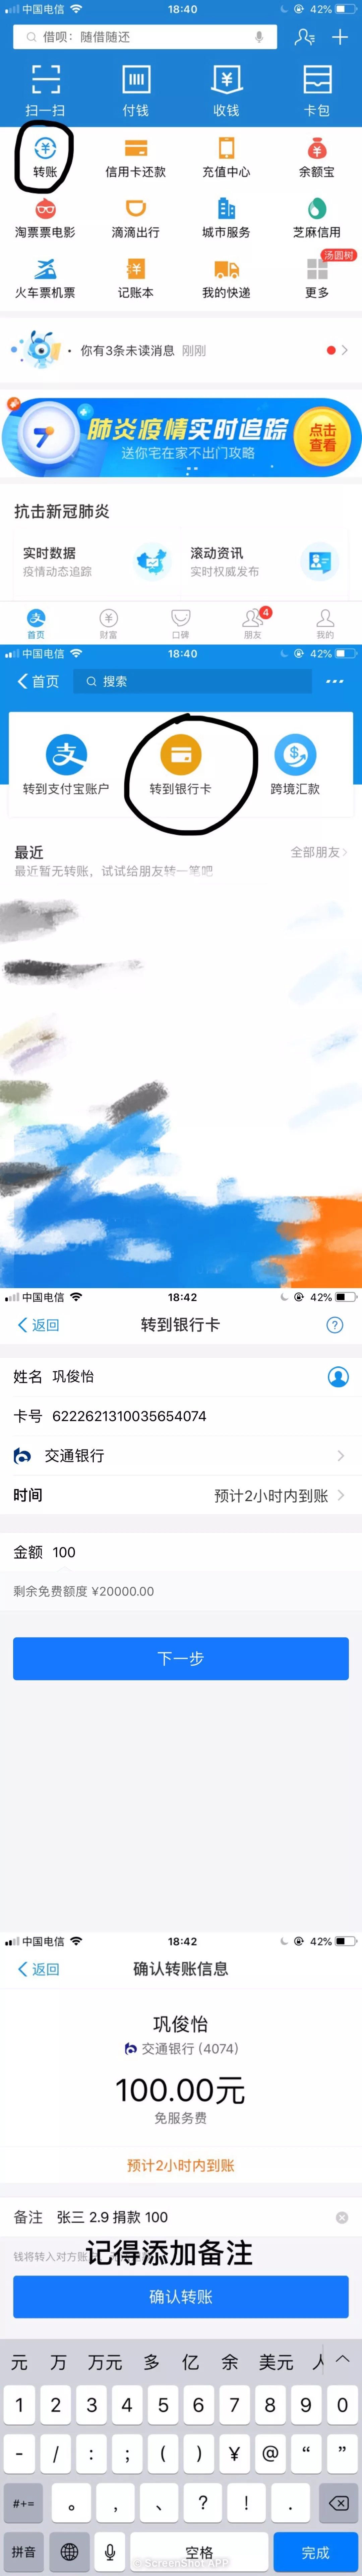 中国电信 18:40 42%
借呗：随借随还
扫一扫 付钱 收钱 卡包
转账 信用卡还款 充值中心 余额宝
淘票票电影 滴滴出行 城市服务 芝麻信用
汤圆树
火车票机票 记账本 我的快递 更多
· 你有3条未读消息 刚刚
肺炎疫情实时追踪
送你宅在家不出门攻略
点击
查看
抗击新冠肺炎
实时数据 滚动资讯
疫情动态追踪 实时权威发布
4
首页 财富 口碑 朋友 我的
中国电信 18:40 42%
首页 搜索
转到支付宝账户 转到银行卡 跨境汇款
最近 全部朋友
最近暂无转账，试试给朋友转一笔吧
中国电信 18:42 42%
返回 转到银行卡
姓名 巩俊怡
卡号 6222621310035654074
交通银行
时间 预计2小时内到账
金额 100
剩余免费额度 ¥20000.00
下一步
中国电信 18:42 42%
返回 确认转账信息
巩俊怡
交通银行 (4074)
100.00元
免服务费
预计2小时内到账
备注 张三 2.9 捐款 100
钱将转入对方账
记得添加备注
确认转账
元 万 万元 多 亿 余 美元
1 2 3 4 5 6 7 8 9 0
- / : ; ( ) ¥ @ “ ”
#+= 。 ， 、 ? ! .
拼音 空格 完成
ScreenShot APP